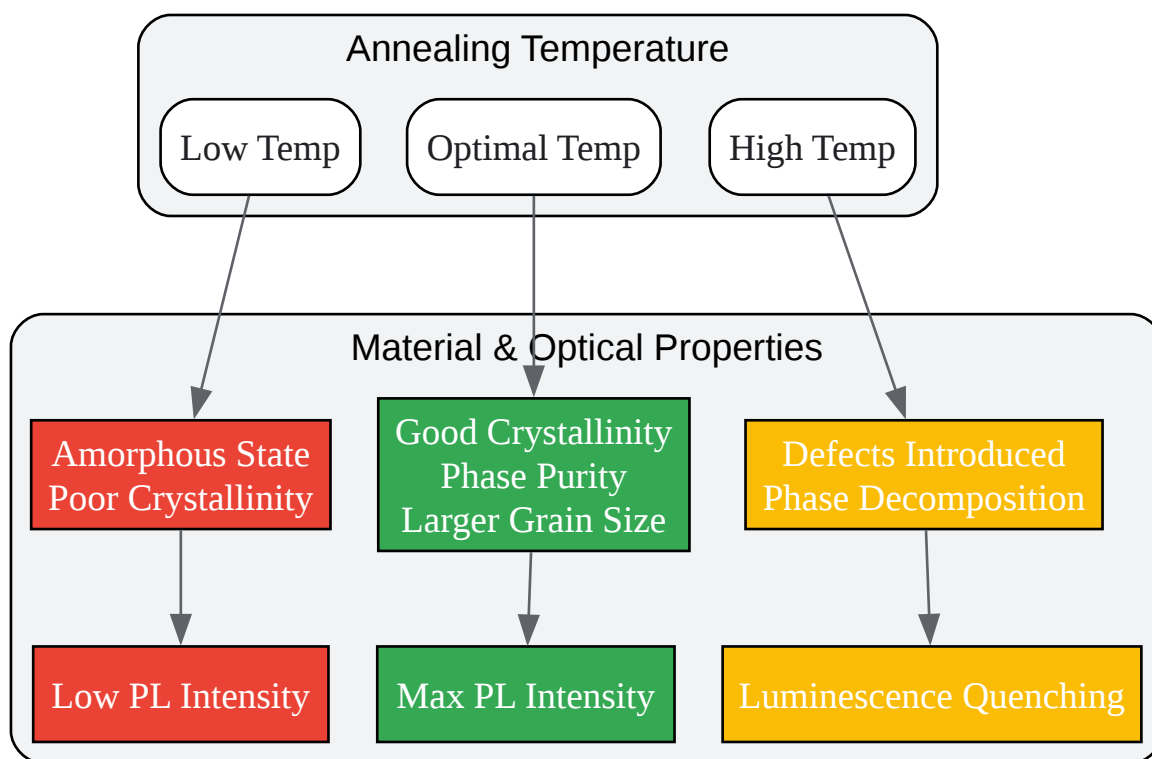 Annealing Temperature
Low Temp
Optimal Temp
High Temp
Material & Optical Properties
Amorphous State
Poor Crystallinity
Good Crystallinity
Phase Purity
Larger Grain Size
Defects Introduced
Phase Decomposition
Low PL Intensity
Max PL Intensity
Luminescence Quenching